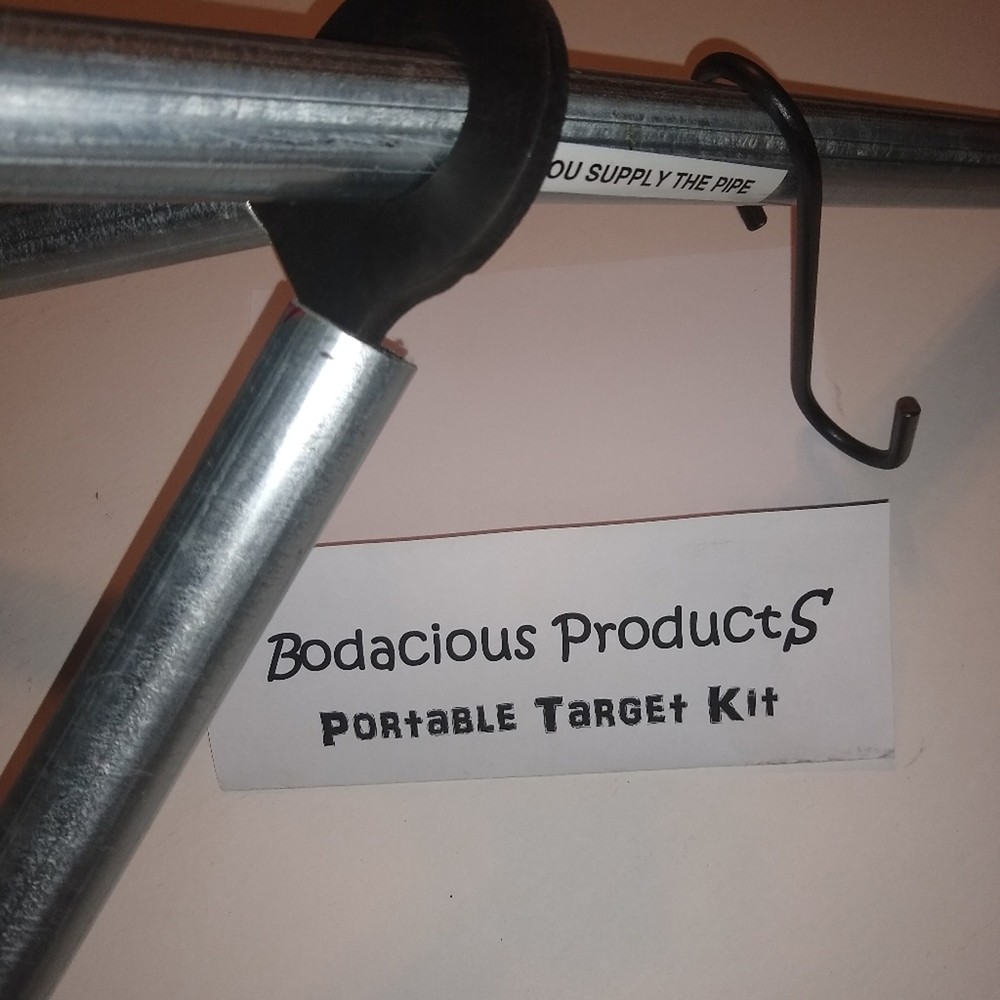 OU SUPPLY THE PIPE
Bodacious ProductS
Portable Target Kit